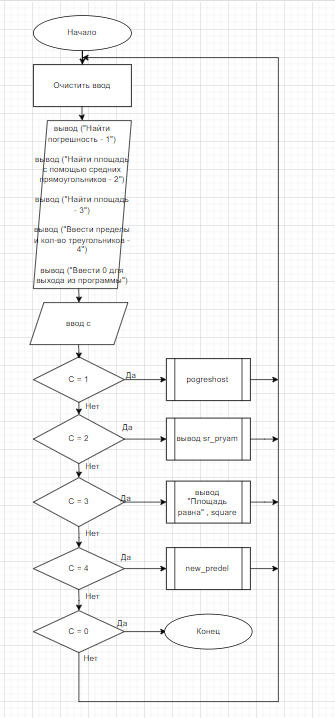 Начало
Очистить ввод
вывод ("Найти
погрешность - 1")
вывод ("Найти площадь
с помощью средних
прямоугольников - 2")
вывод ("Найти площадь
- 3")
вывод ("Ввести пределы
и кол-во треугольников -
4")
вывод ("Ввести 0 для
выхода из программы")
ввод с
C = 1
Да
pogreshost
Нет
C = 2
Да
вывод sr_pryam
Нет
C = 3
Да
вывод
"Площадь
равна" , square
Нет
C = 4
Да
new_predel
Нет
C = 0
Да
Конец
Нет